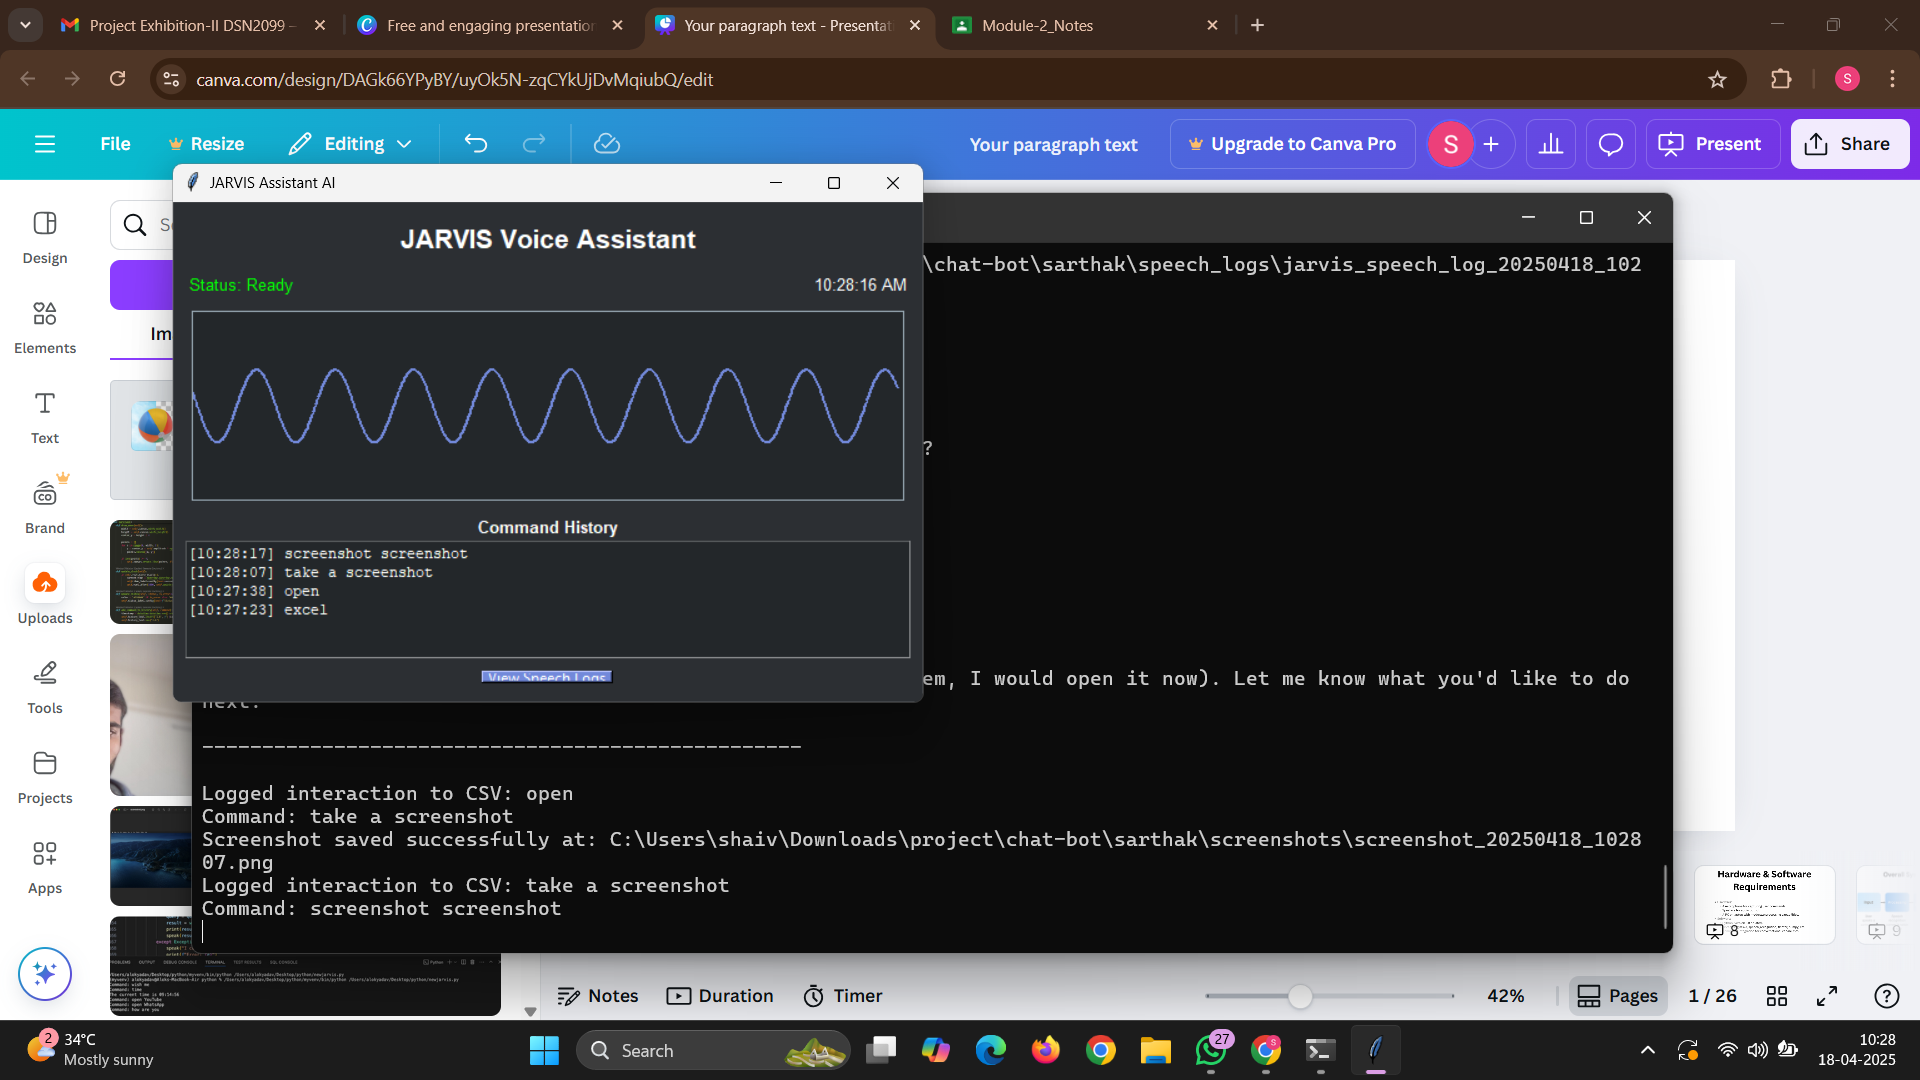 Project Exhibition-II DSN2099 –
Free and engaging presentation
Your paragraph text - Presentat
Module-2_Notes
canva.com/design/DAGk66YPyBY/uyOk5N-zqCYkUjDvMqiubQ/edit
S
File
Resize
Editing
Your paragraph text
Upgrade to Canva Pro
S
Present
Share
JARVIS Assistant AI
JARVIS Voice Assistant
Status: Ready
10:28:16 AM
Command History
[10:28:17] screenshot screenshot
[10:28:07] take a screenshot
[10:27:38] open
[10:27:23] excel
View Speech Logs
Design
Elements
Text
Brand
Uploads
Tools
Projects
Apps
Im
\chat-bot\sarthak\speech_logs\jarvis_speech_log_20250418_102
?
em, I would open it now). Let me know what you'd like to do
next.
--------------------------------------------------
Logged interaction to CSV: open
Command: take a screenshot
Screenshot saved successfully at: C:\Users\shaiv\Downloads\project\chat-bot\sarthak\screenshots\screenshot_20250418_1028
07.png
Logged interaction to CSV: take a screenshot
Command: screenshot screenshot
Hardware & Software
Requirements
8
9
Notes
Duration
Timer
42%
Pages
1 / 26
2
34°C
Mostly sunny
Search
27
10:28
18-04-2025